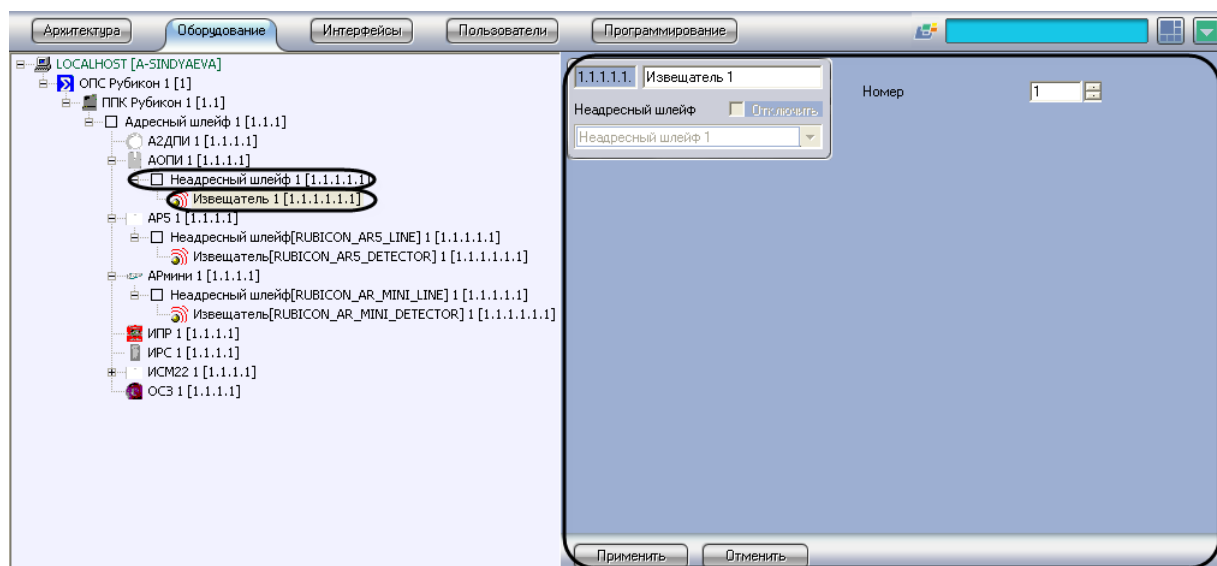 Архитектура Оборудование Интерфейсы Пользователи Программирование
LOCALHOST [A-SINDYAEVA]
ОПС Рубикон 1 [1]
ППК Рубикон 1 [1.1]
Адресный шлейф 1 [1.1.1]
А2ДПИ 1 [1.1.1.1]
АОПИ 1 [1.1.1.1]
Неадресный шлейф 1 [1.1.1.1.1]
Извещатель 1 [1.1.1.1.1.1]
АР5 1 [1.1.1.1]
Неадресный шлейф[RUBICON_AR5_LINE] 1 [1.1.1.1.1]
Извещатель[RUBICON_AR5_DETECTOR] 1 [1.1.1.1.1.1]
АРмини 1 [1.1.1.1]
Неадресный шлейф[RUBICON_AR_MINI_LINE] 1 [1.1.1.1.1]
Извещатель[RUBICON_AR_MINI_DETECTOR] 1 [1.1.1.1.1.1]
ИПР 1 [1.1.1.1]
ИРС 1 [1.1.1.1]
ИСМ22 1 [1.1.1.1]
ОСЗ 1 [1.1.1.1]
1.1.1.1.1. Извещатель 1
Неадресный шлейф Отключить
Неадресный шлейф 1
Номер 1
Применить Отменить